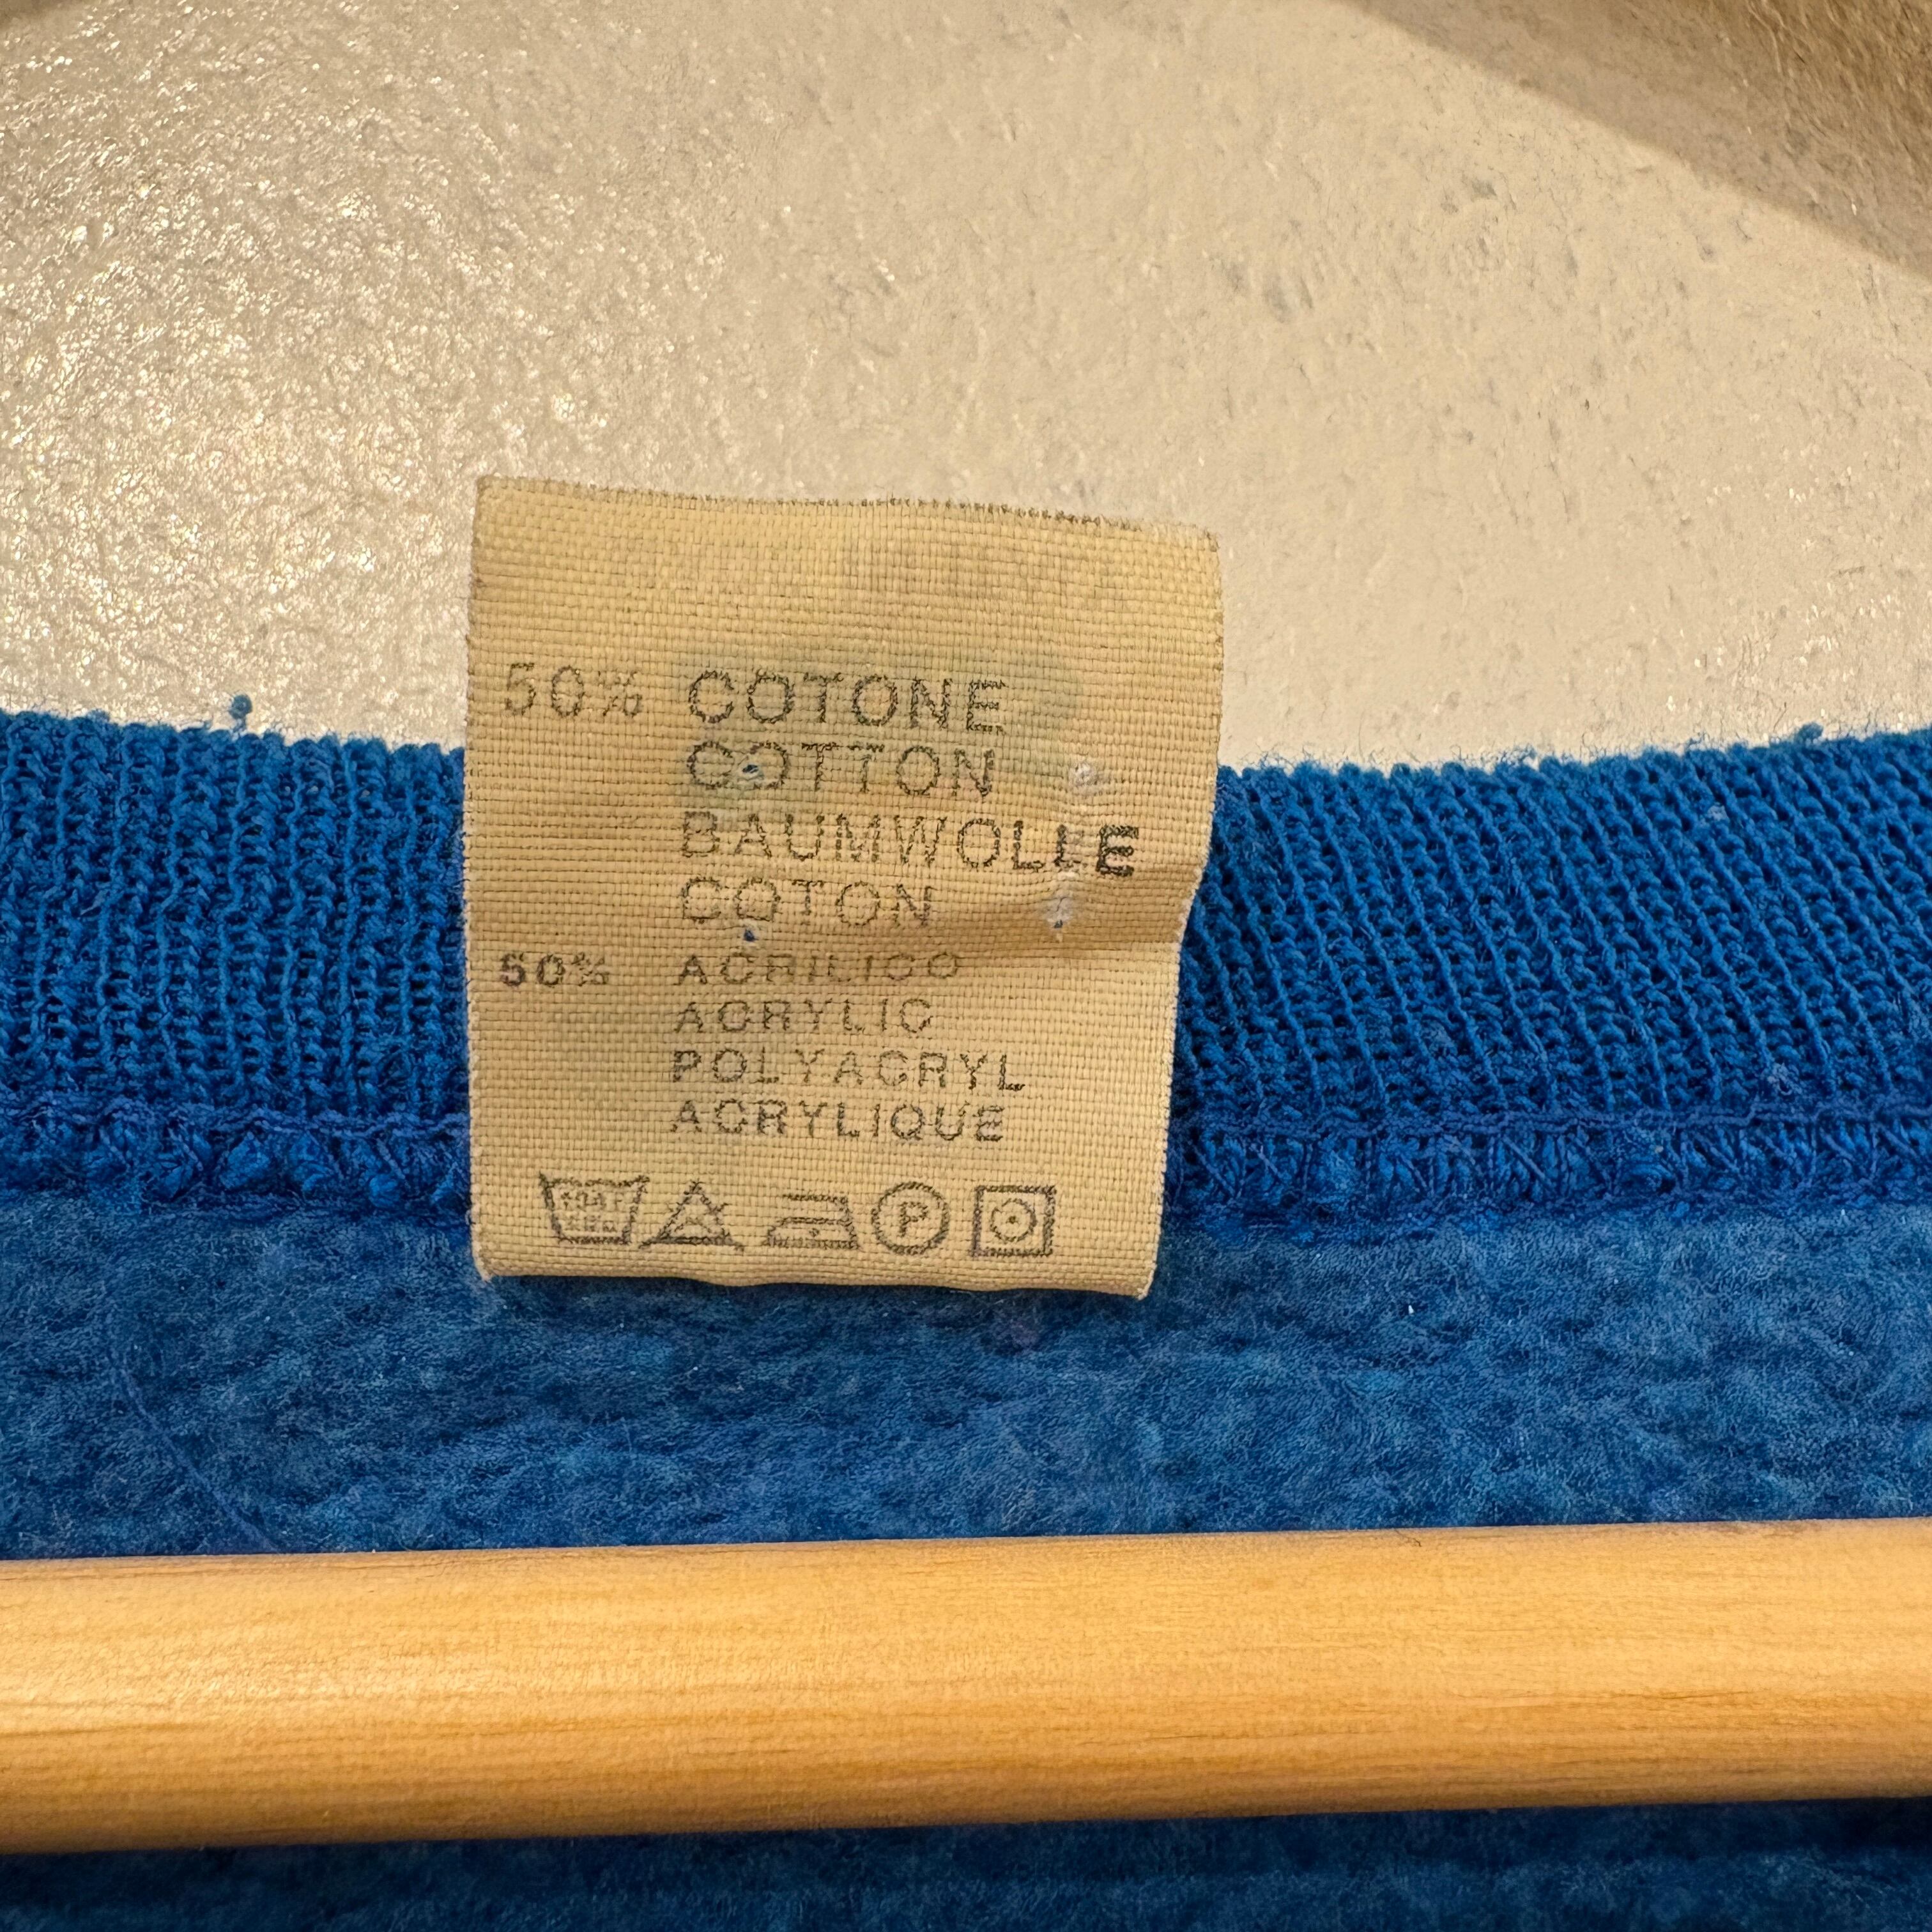 50% COTONE
COTTON
BAUMWOLLE
COTON
50% ACRILICO
ACRYLIC
POLYACRYL
ACRYLIQUE
P